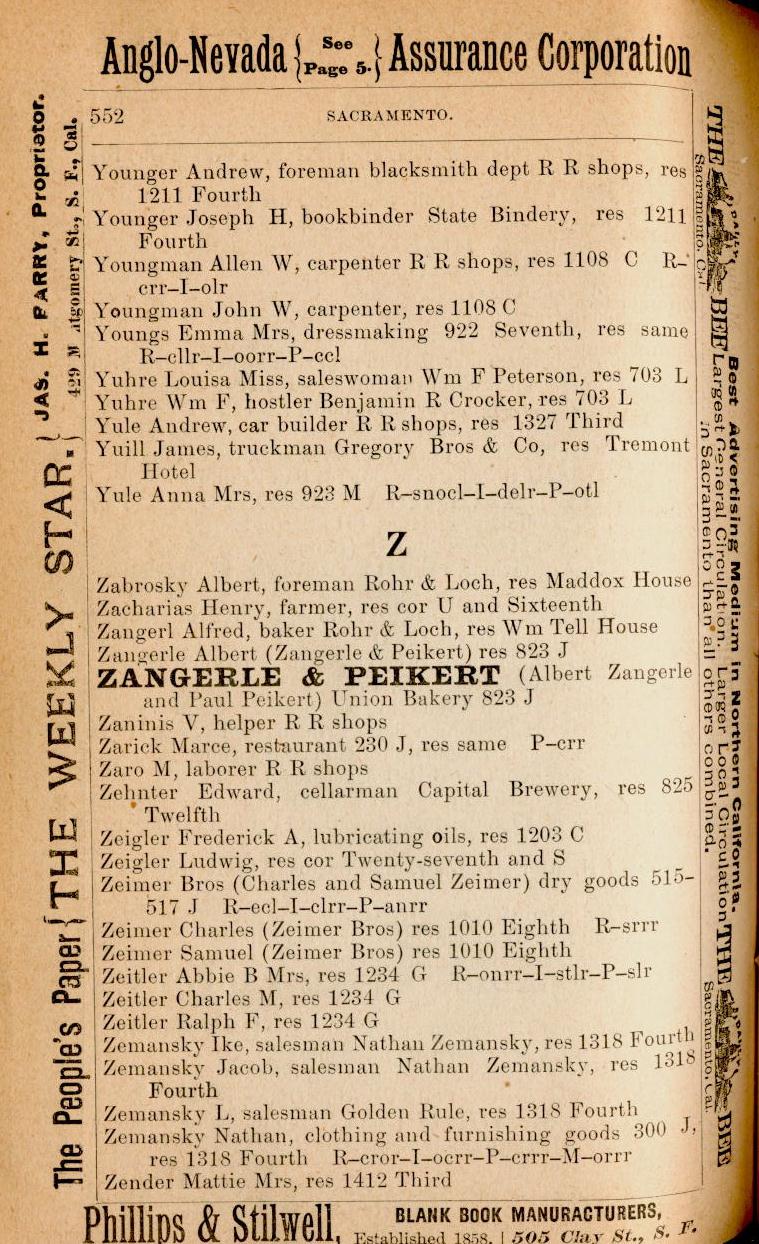 Anglo-Nevada { See Page 5. } Assurance Corporation
552 SACRAMENTO.
Younger Andrew, foreman blacksmith dept R R shops, res
1211 Fourth
Younger Joseph H, bookbinder State Bindery, res 1211
Fourth
Youngman Allen W, carpenter R R shops, res 1108 C R-
crr-I-olr
Youngman John W, carpenter, res 1108 C
Youngs Emma Mrs, dressmaking 922 Seventh, res same
R-cllr-I-oorr-P-ccl
Yuhre Louisa Miss, saleswoman Wm F Peterson, res 703 L
Yuhre Wm F, hostler Benjamin R Crocker, res 703 L
Yule Andrew, car builder R R shops, res 1327 Third
Yuill James, truckman Gregory Bros & Co, res Tremont
Hotel
Yule Anna Mrs, res 923 M R-snocl-I-delr-P-otl
Z
Zabrosky Albert, foreman Rohr & Loch, res Maddox House
Zacharias Henry, farmer, res cor U and Sixteenth
Zangerl Alfred, baker Rohr & Loch, res Wm Tell House
Zangerle Albert (Zangerle & Peikert) res 823 J
ZANGERLE & PEIKERT (Albert Zangerle
and Paul Peikert) Union Bakery 823 J
Zaninis V, helper R R shops
Zarick Marce, restaurant 230 J, res same P-crr
Zaro M, laborer R R shops
Zehnter Edward, cellarman Capital Brewery, res 825
Twelfth
Zeigler Frederick A, lubricating oils, res 1203 C
Zeigler Ludwig, res cor Twenty-seventh and S
Zeimer Bros (Charles and Samuel Zeimer) dry goods 515-
517 J R-ecl-I-clrr-P-anrr
Zeimer Charles (Zeimer Bros) res 1010 Eighth R-srrr
Zeimer Samuel (Zeimer Bros) res 1010 Eighth
Zeitler Abbie B Mrs, res 1234 G R-onrr-I-stlr-P-slr
Zeitler Charles M, res 1234 G
Zeitler Ralph F, res 1234 G
Zemansky Ike, salesman Nathan Zemansky, res 1318 Fourth
Zemansky Jacob, salesman Nathan Zemansky, res 1318
Fourth
Zemansky L, salesman Golden Rule, res 1318 Fourth
Zemansky Nathan, clothing and furnishing goods 300 J,
res 1318 Fourth R-cror-I-ocrr-P-crrr-M-orrr
Zender Mattie Mrs, res 1412 Third
Phillips & Stilwell, BLANK BOOK MANURACTURERS,
Established 1858. | 505 Clay St., S. F.
The People's Paper { THE WEEKLY STAR. } JAS. H. BARRY, Proprietor.
429 M tgomery St., S. F., Cal.
THE DAILY BEE
Sacramento, Cal.
Best Advertising Medium in Northern California.
Largest General Circulation. Larger Local Circulation
in Sacramento than all others combined.
THE DAILY BEE
Sacramento, Cal.